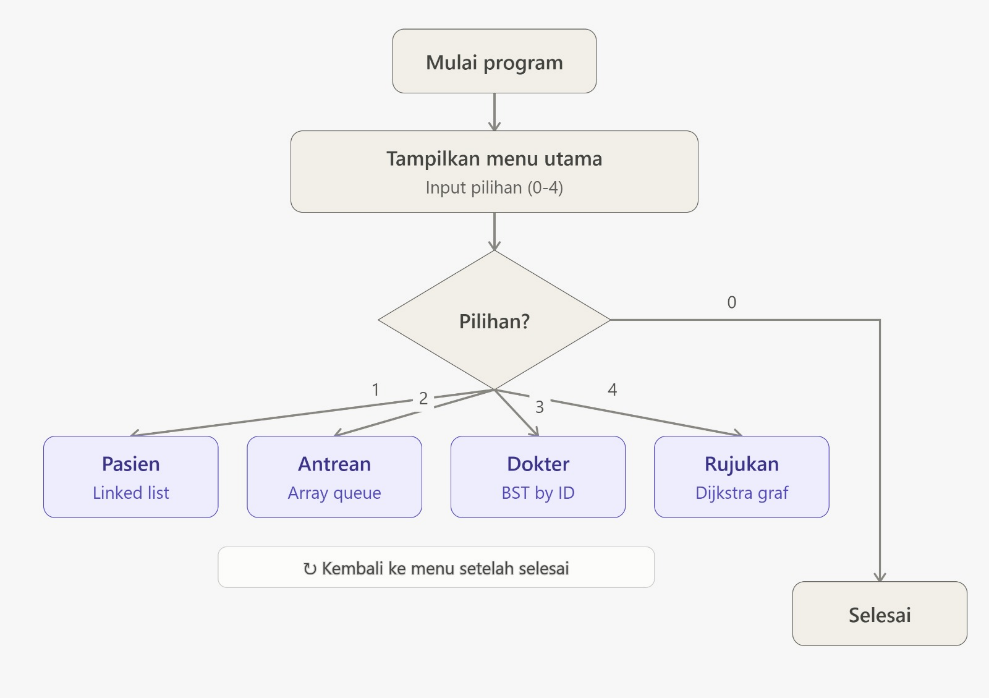 Mulai program
Tampilkan menu utama
Input pilihan (0-4)
Pilihan?
0
1
2
3
4
Pasien
Linked list
Antrean
Array queue
Dokter
BST by ID
Rujukan
Dijkstra graf
↻ Kembali ke menu setelah selesai
Selesai